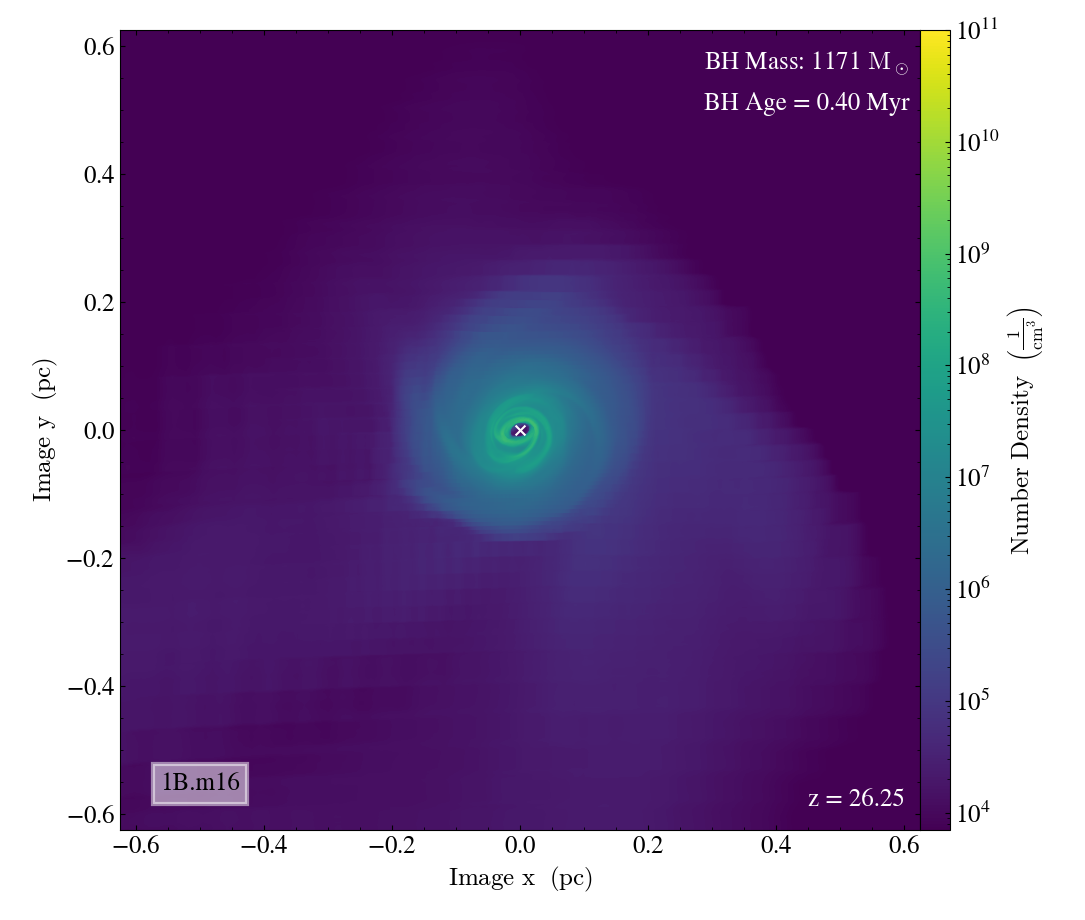 BH Mass: 1171 M⊙
BH Age = 0.40 Myr
1B.m16
z = 26.25
0.6
0.4
0.2
0.0
−0.2
−0.4
−0.6
Image y (pc)
−0.6 −0.4 −0.2 0.0 0.2 0.4 0.6
Image x (pc)
10¹¹
10¹⁰
10⁹
10⁸
10⁷
10⁶
10⁵
10⁴
Number Density (1/cm³)